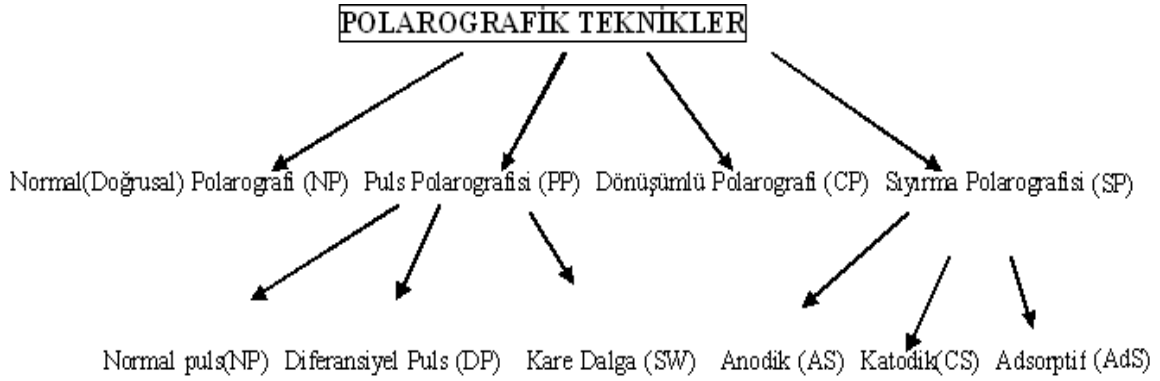 POLAROGRAFİK TEKNİKLER
Normal(Doğrusal) Polarografi (NP) Puls Polarografisi (PP) Dönüşümlü Polarografi (CP) Sıyırma Polarografisi (SP)
Normal puls(NP) Diferansiyel Puls (DP) Kare Dalga (SW) Anodik (AS) Katodik(CS) Adsorptif (AdS)